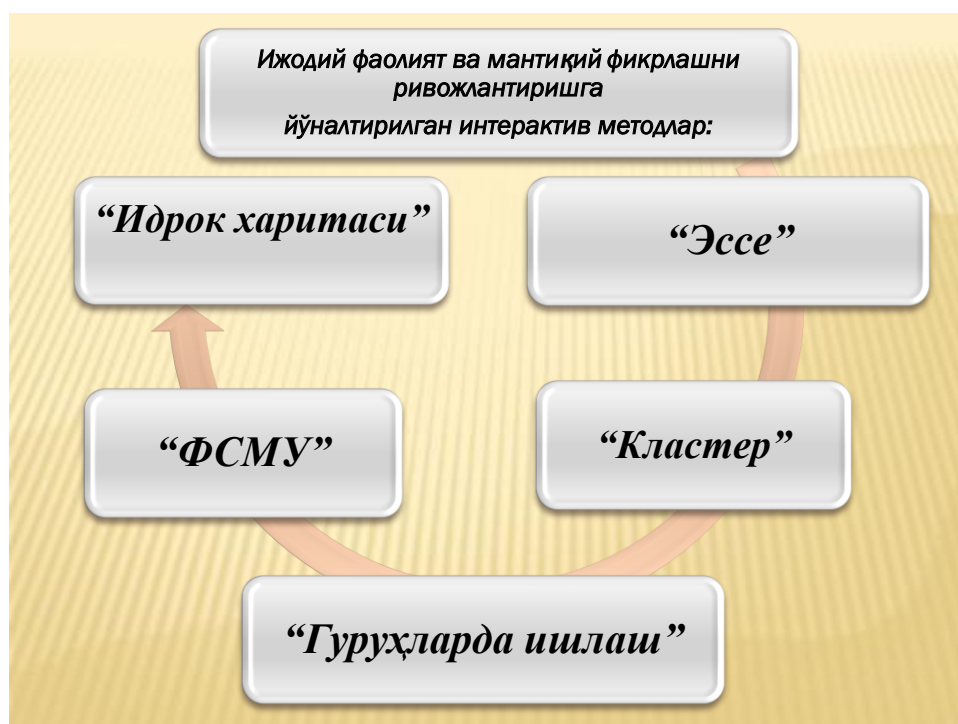 Ижодий фаолият ва мантиқий фикрлашни
ривожлантиришга
йўналтирилган интерактив методлар:
“Идрок харитаси”
“Эссе”
“ФСМУ”
“Кластер”
“Гуруҳларда ишлаш”